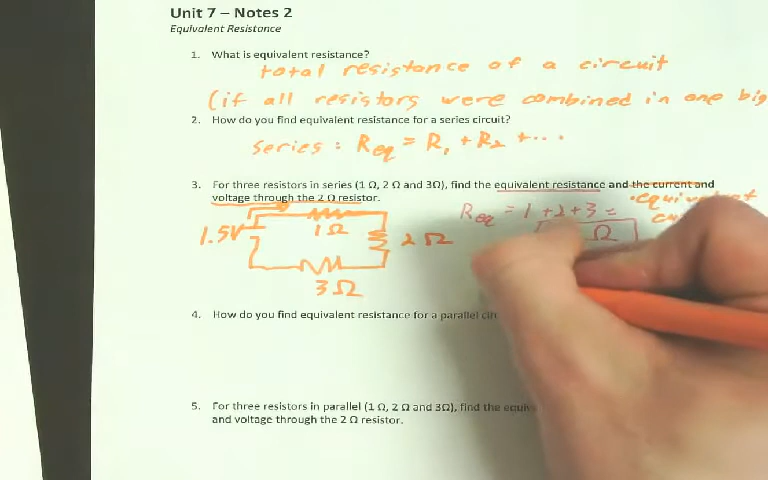 Unit 7 – Notes 2
Equivalent Resistance
1. What is equivalent resistance?
total resistance of a circuit
(if all resistors were combined in one big
2. How do you find equivalent resistance for a series circuit?
series : Req = R1 + R2 + ...
3. For three resistors in series (1 Ω, 2 Ω and 3Ω), find the equivalent resistance and the current and
voltage through the 2 Ω resistor.
Req = 1 + 2 + 3 =
Ω
1.5V
1 Ω
2 Ω
3 Ω
4. How do you find equivalent resistance for a parallel
5. For three resistors in parallel (1 Ω, 2 Ω and 3Ω), find the
and voltage through the 2 Ω resistor.